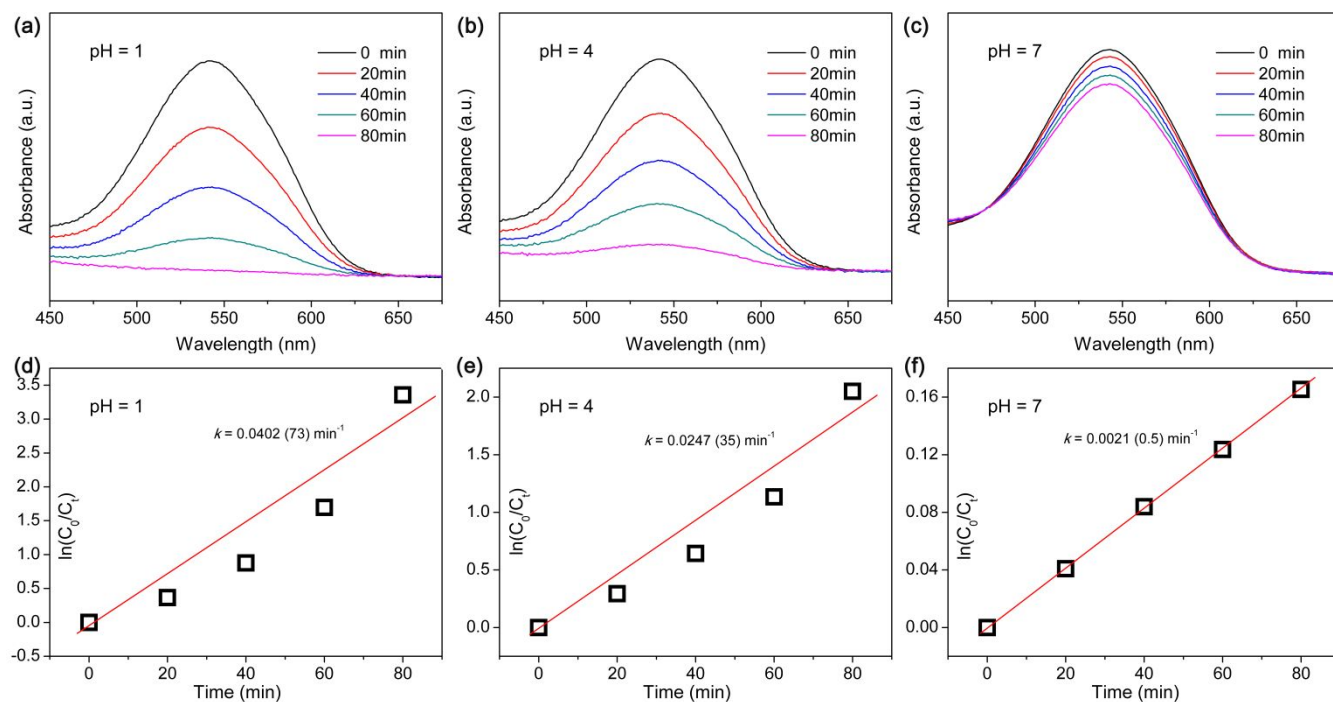 (a)
pH = 1
0 min
20min
40min
60min
80min
Absorbance (a.u.)
450 500 550 600 650
Wavelength (nm)
(b)
pH = 4
0 min
20min
40min
60min
80min
Absorbance (a.u.)
450 500 550 600 650
Wavelength (nm)
(c)
pH = 7
0 min
20min
40min
60min
80min
Absorbance (a.u.)
450 500 550 600 650
Wavelength (nm)
(d)
pH = 1
k = 0.0402 (73) min⁻¹
ln(C₀/Cₜ)
3.5
3.0
2.5
2.0
1.5
1.0
0.5
0.0
-0.5
0 20 40 60 80
Time (min)
(e)
pH = 4
k = 0.0247 (35) min⁻¹
ln(C₀/Cₜ)
2.0
1.5
1.0
0.5
0.0
0 20 40 60 80
Time (min)
(f)
pH = 7
k = 0.0021 (0.5) min⁻¹
ln(C₀/Cₜ)
0.16
0.12
0.08
0.04
0.00
0 20 40 60 80
Time (min)